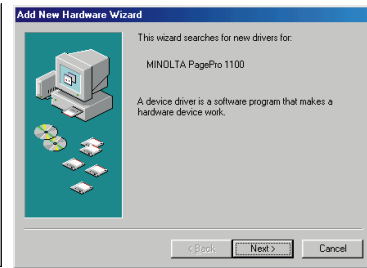 Add New Hardware Wizard
This wizard searches for new drivers for:
MINOLTA PagePro 1100
A device driver is a software program that makes a
hardware device work.
< Back
Next >
Cancel